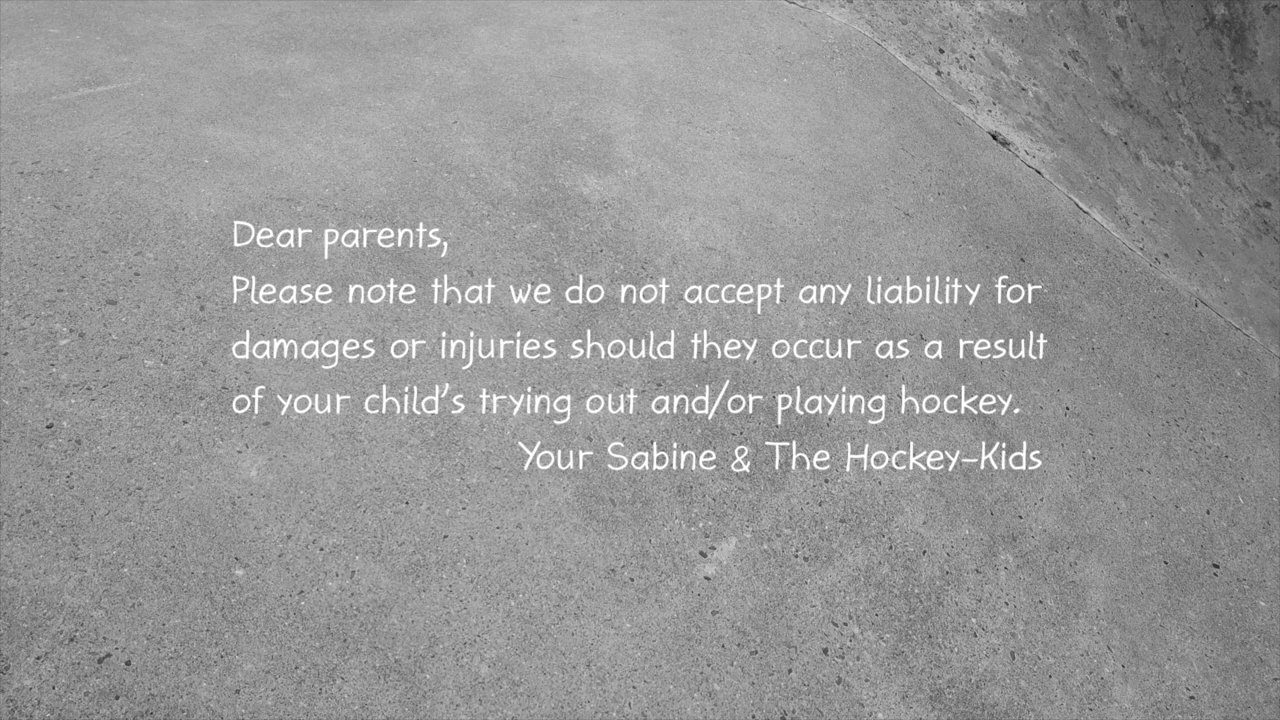 Dear parents,
Please note that we do not accept any liability for
damages or injuries should they occur as a result
of your child's trying out and/or playing hockey.
Your Sabine & The Hockey-Kids